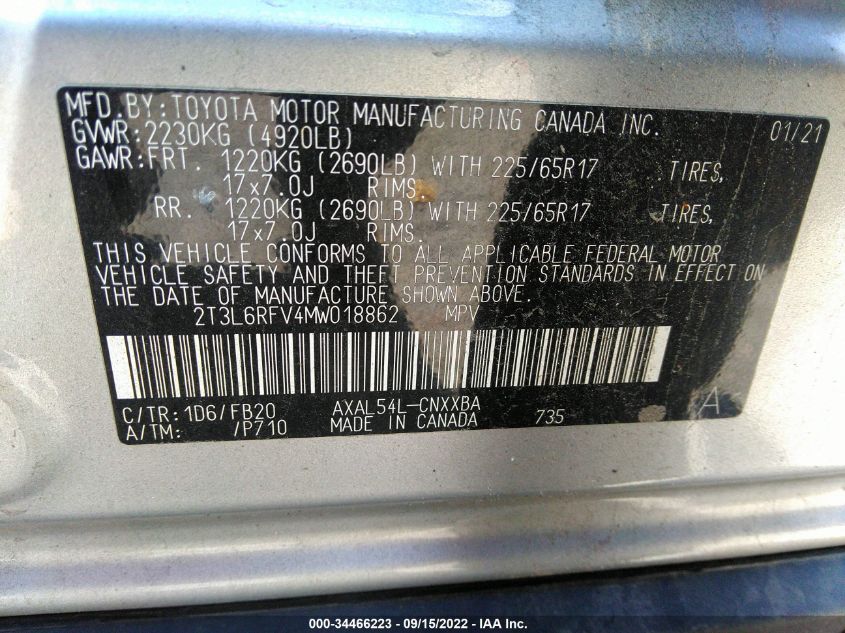 MFD.BY:TOYOTA MOTOR MANUFACTURING CANADA INC. 01/21
GVWR:2230KG (4920LB)
GAWR:FRT. 1220KG (2690LB) WITH 225/65R17 TIRES,
17x7.0J RIMS.
RR. 1220KG (2690LB) WITH 225/65R17 TIRES,
17x7.0J RIMS.
THIS VEHICLE CONFORMS TO ALL APPLICABLE FEDERAL MOTOR
VEHICLE SAFETY AND THEFT PREVENTION STANDARDS IN EFFECT ON
THE DATE OF MANUFACTURE SHOWN ABOVE.
2T3L6RFV4MW018862 MPV
C/TR:1D6/FB20 AXAL54L-CNXXBA A
A/TM: /P710 MADE IN CANADA 735
000-34466223 - 09/15/2022 - IAA Inc.